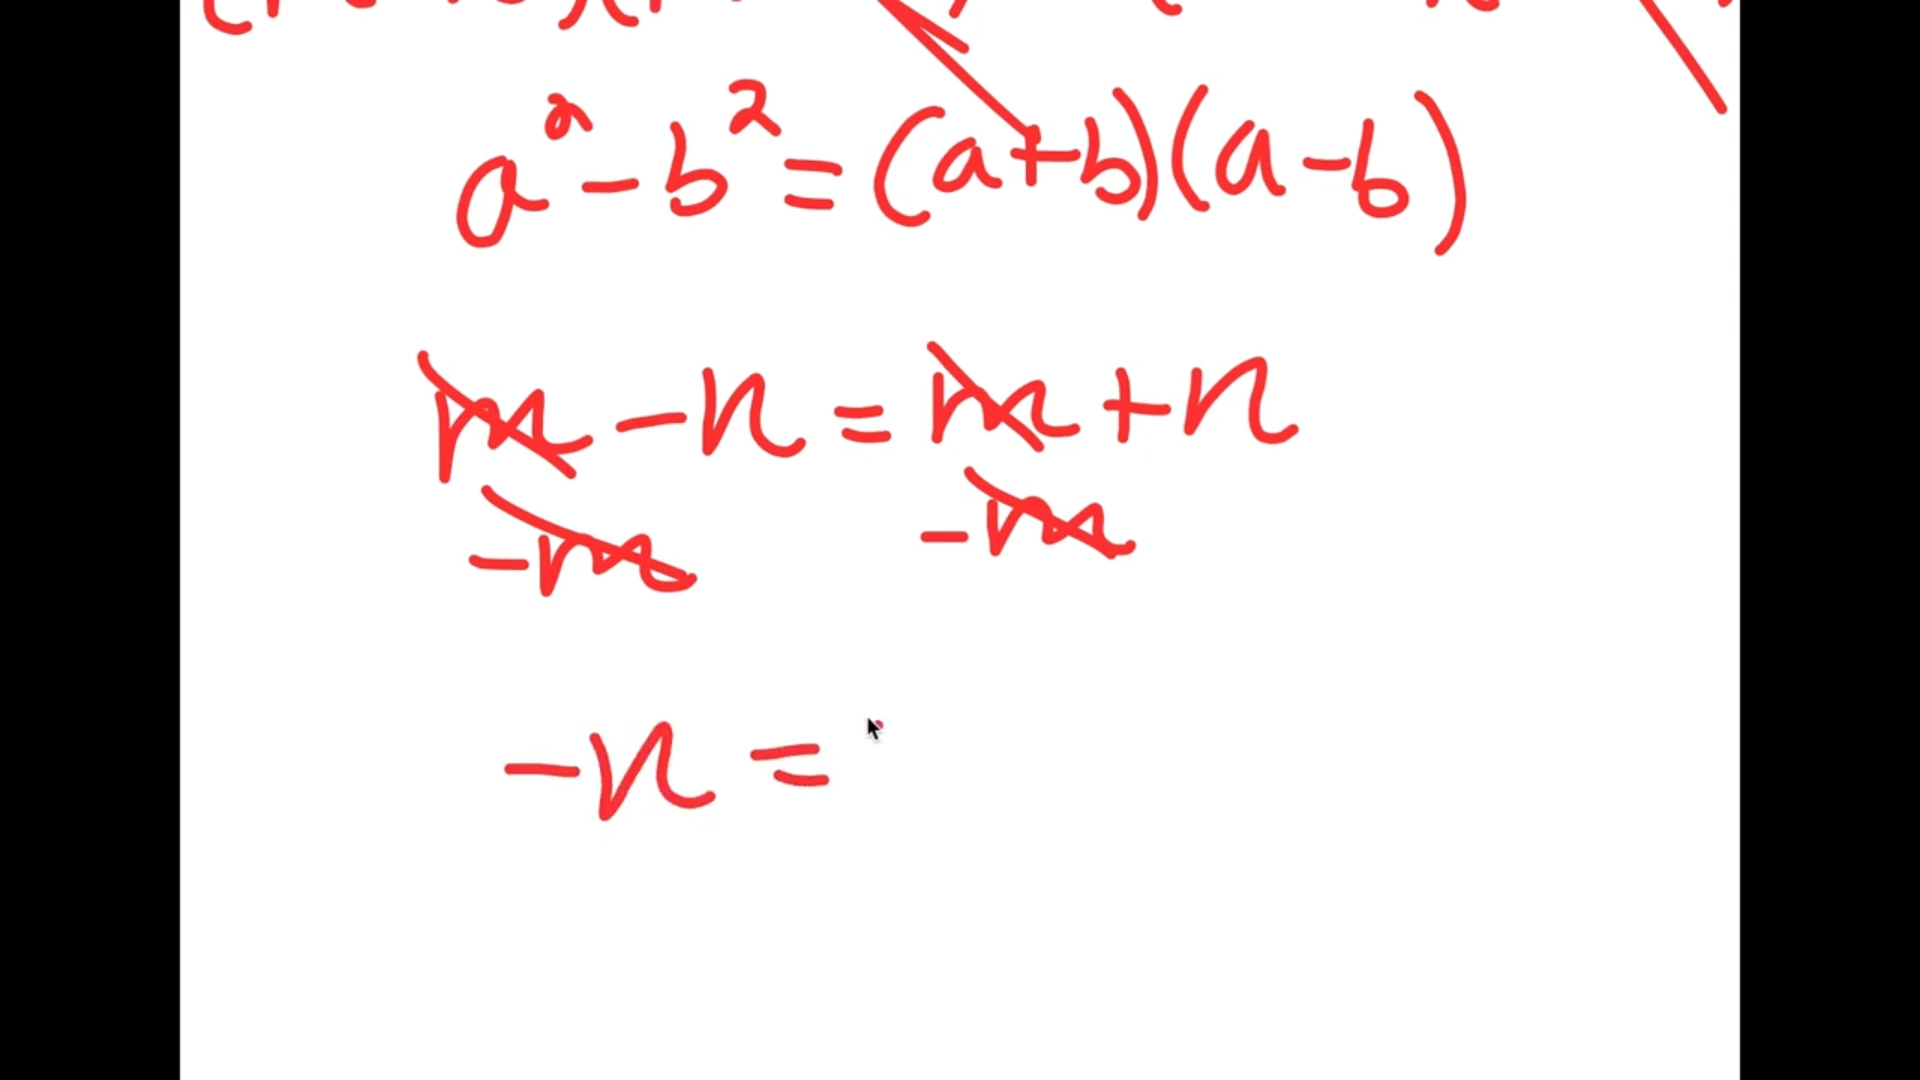 a² - b² = (a+b)(a-b)
m - n = m + n
-m -m
-n =